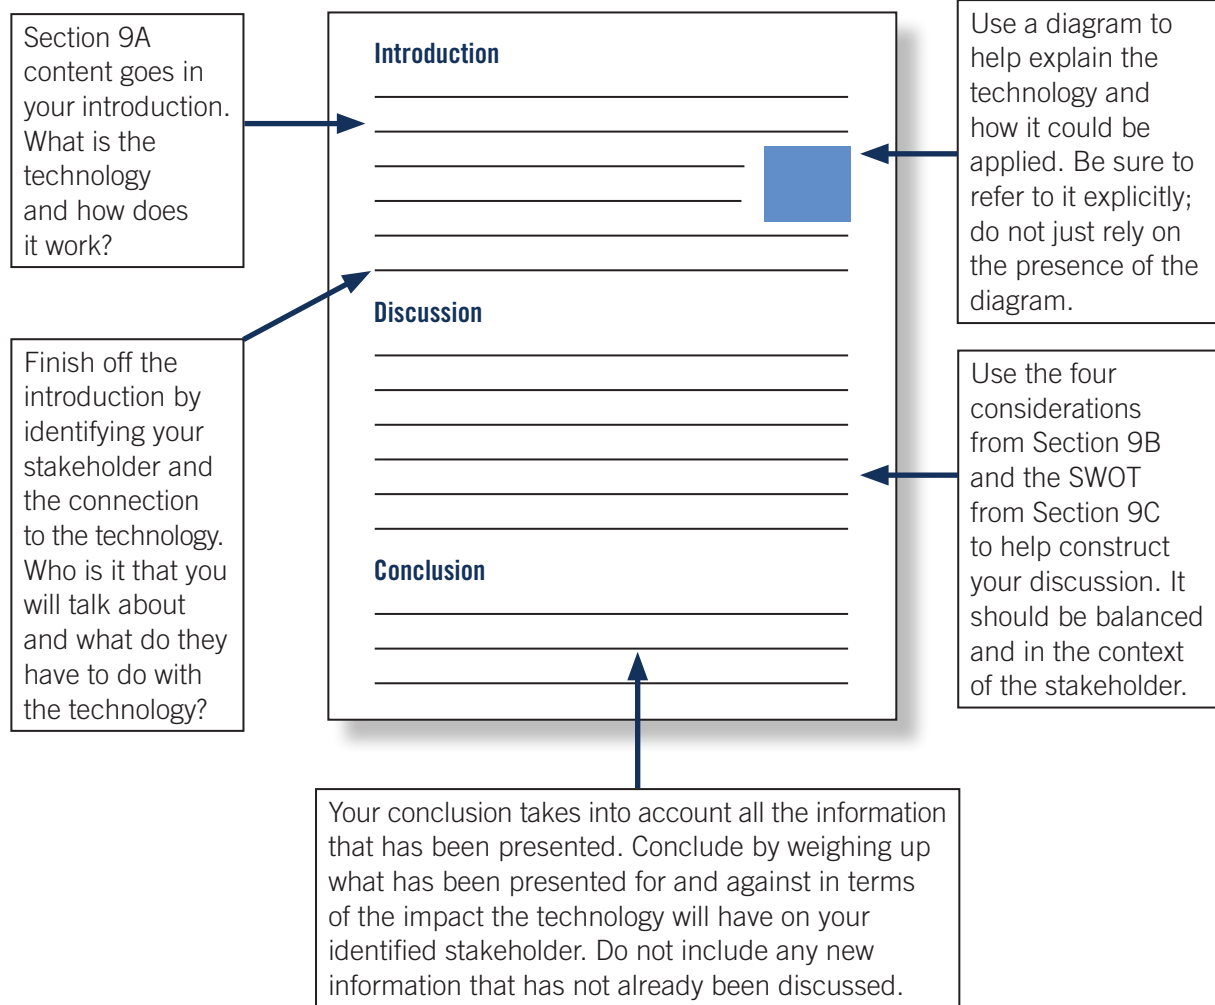 Section 9A
content goes in
your introduction.
What is the
technology
and how does
it work?
Introduction
Use a diagram to
help explain the
technology and
how it could be
applied. Be sure to
refer to it explicitly;
do not just rely on
the presence of the
diagram.
Finish off the
introduction by
identifying your
stakeholder and
the connection
to the technology.
Who is it that you
will talk about
and what do they
have to do with
the technology?
Discussion
Use the four
considerations
from Section 9B
and the SWOT
from Section 9C
to help construct
your discussion. It
should be balanced
and in the context
of the stakeholder.
Conclusion
Your conclusion takes into account all the information
that has been presented. Conclude by weighing up
what has been presented for and against in terms
of the impact the technology will have on your
identified stakeholder. Do not include any new
information that has not already been discussed.